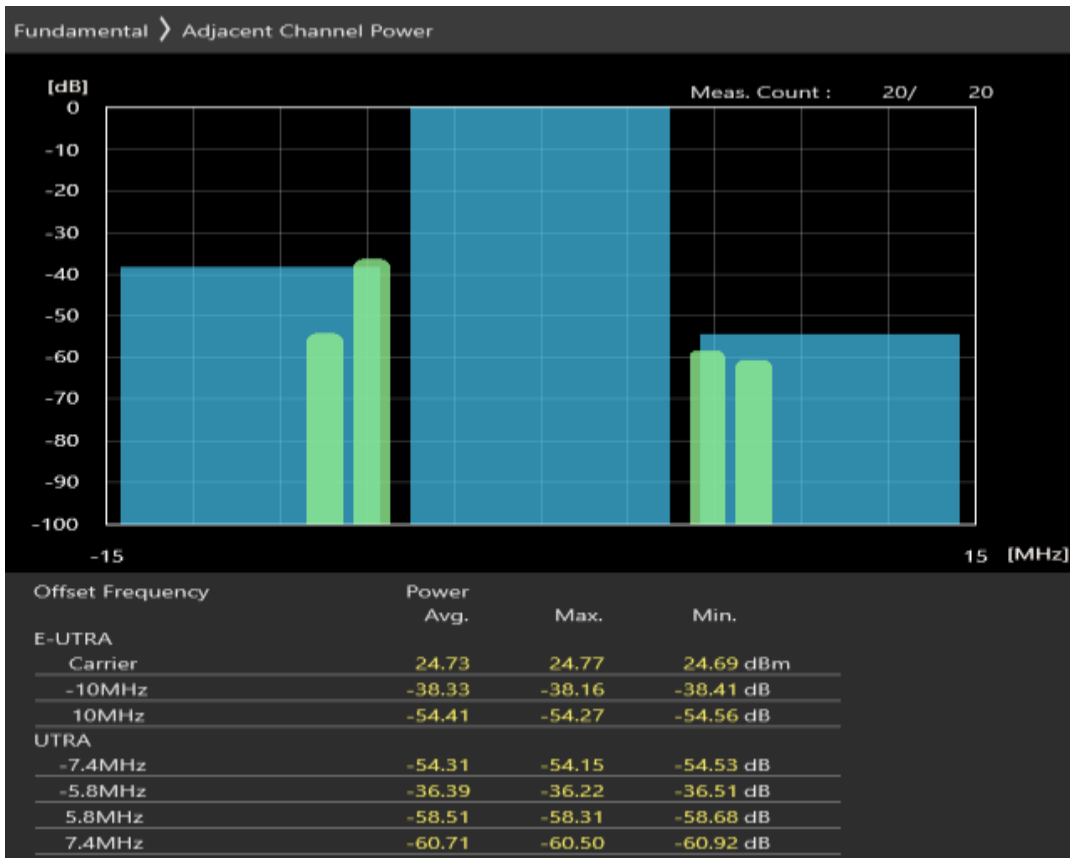 Fundamental ❯ Adjacent Channel Power
[dB]
Meas. Count : 20/ 20
0
-10
-20
-30
-40
-50
-60
-70
-80
-90
-100
-15 15 [MHz]
Offset Frequency Power
Avg. Max. Min.
E-UTRA
Carrier 24.73 24.77 24.69 dBm
-10MHz -38.33 -38.16 -38.41 dB
10MHz -54.41 -54.27 -54.56 dB
UTRA
-7.4MHz -54.31 -54.15 -54.53 dB
-5.8MHz -36.39 -36.22 -36.51 dB
5.8MHz -58.51 -58.31 -58.68 dB
7.4MHz -60.71 -60.50 -60.92 dB